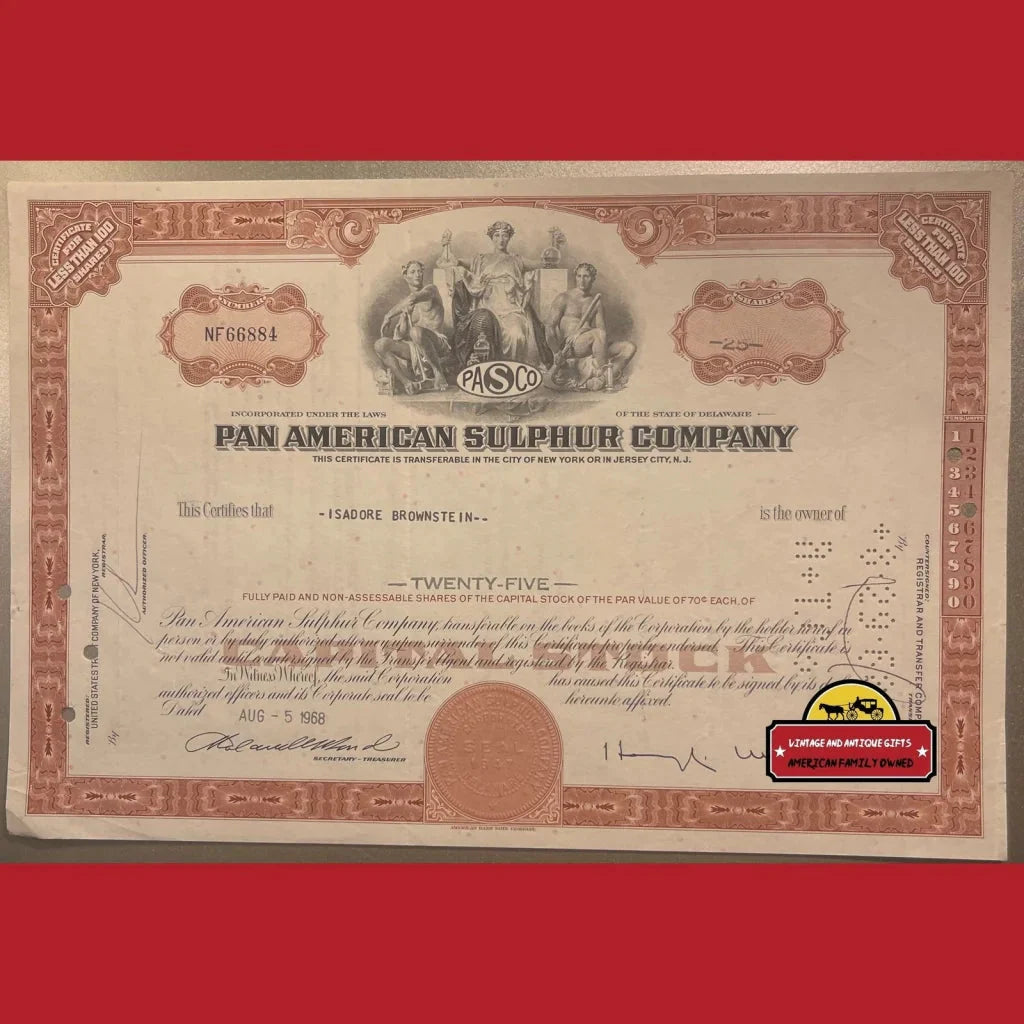 CERTIFICATE
FOR
LESS THAN 100
SHARES
CERTIFICATE
FOR
LESS THAN 100
SHARES
NUMBER
NF66884
SHARES
-25-
PASCO
INCORPORATED UNDER THE LAWS OF THE STATE OF DELAWARE
PAN AMERICAN SULPHUR COMPANY
THIS CERTIFICATE IS TRANSFERABLE IN THE CITY OF NEW YORK OR IN JERSEY CITY, N.J.
This Certifies that -ISADORE BROWNSTEIN-- is the owner of
—TWENTY-FIVE—
FULLY PAID AND NON-ASSESSABLE SHARES OF THE CAPITAL STOCK OF THE PAR VALUE OF 70¢ EACH, OF
Pan American Sulphur Company, transferable on the books of the Corporation by the holder hereof in
person or by duly authorized attorney upon surrender of this Certificate properly endorsed. This Certificate is
not valid until countersigned by the Transfer Agent and registered by the Registrar.
In Witness Whereof, the said Corporation has caused this Certificate to be signed by its
authorized officers and its Corporate seal to be hereunto affixed.
Dated AUG - 5 1968
SECRETARY - TREASURER
SEAL
AMERICAN BANK NOTE COMPANY.
REGISTERED:
UNITED STATES COMPANY OF NEW YORK,
REGISTRAR,
By
AUTHORIZED OFFICER.
COUNTERSIGNED:
REGISTRAR AND TRANSFER
By
TENS UNITS
1 1
2
3 3
4 4
5
6 6
7 7
8 8
9 9
0 0
VINTAGE AND ANTIQUE GIFTS
AMERICAN FAMILY OWNED